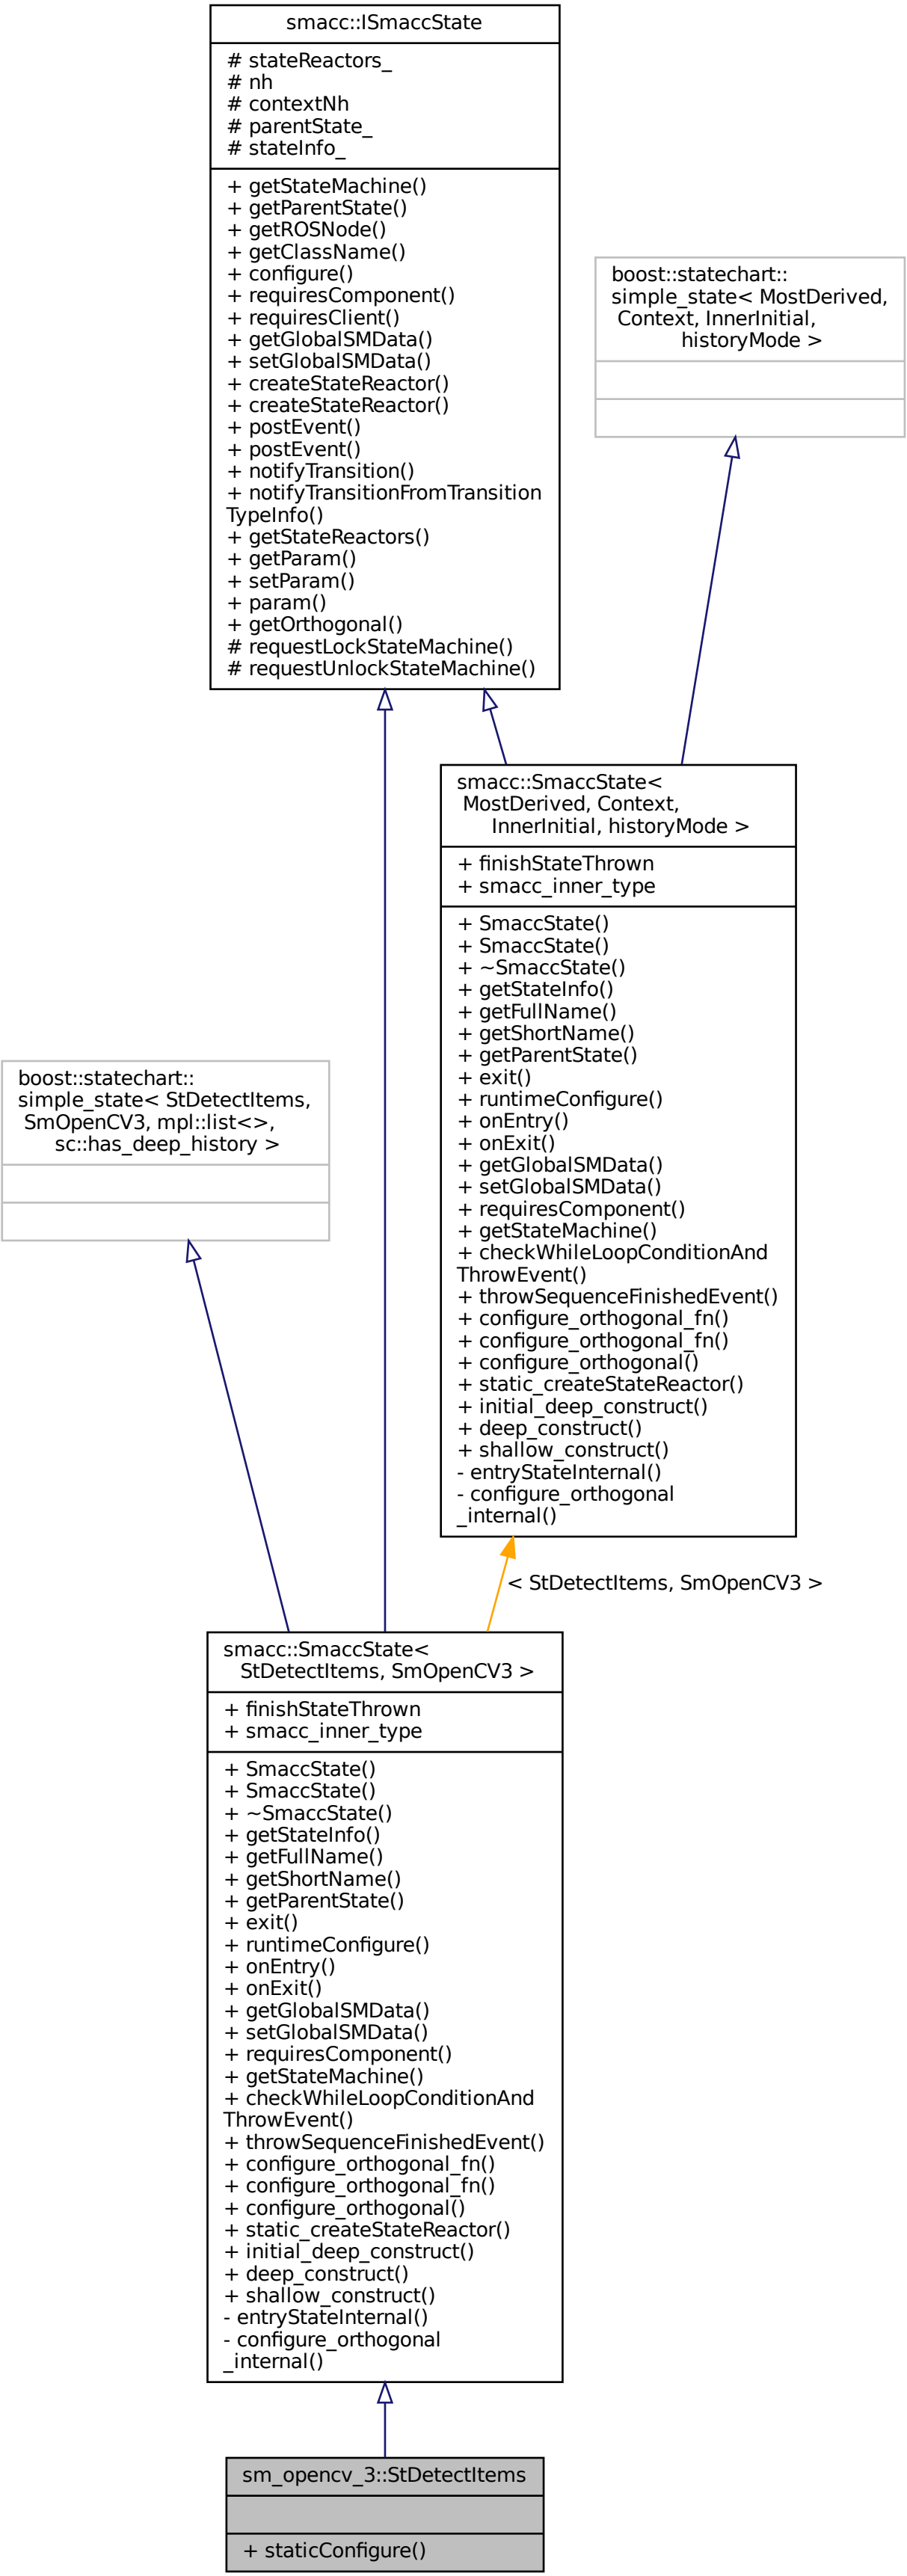 smacc::ISmaccState
# stateReactors_
# nh
# contextNh
# parentState_
# stateInfo_
+ getStateMachine()
+ getParentState()
+ getROSNode()
+ getClassName()
+ configure()
+ requiresComponent()
+ requiresClient()
+ getGlobalSMData()
+ setGlobalSMData()
+ createStateReactor()
+ createStateReactor()
+ postEvent()
+ postEvent()
+ notifyTransition()
+ notifyTransitionFromTransition
TypeInfo()
+ getStateReactors()
+ getParam()
+ setParam()
+ param()
+ getOrthogonal()
# requestLockStateMachine()
# requestUnlockStateMachine()
boost::statechart::
simple_state< MostDerived,
Context, InnerInitial,
historyMode >
smacc::SmaccState<
MostDerived, Context,
InnerInitial, historyMode >
+ finishStateThrown
+ smacc_inner_type
+ SmaccState()
+ SmaccState()
+ ~SmaccState()
+ getStateInfo()
+ getFullName()
+ getShortName()
+ getParentState()
+ exit()
+ runtimeConfigure()
+ onEntry()
+ onExit()
+ getGlobalSMData()
+ setGlobalSMData()
+ requiresComponent()
+ getStateMachine()
+ checkWhileLoopConditionAnd
ThrowEvent()
+ throwSequenceFinishedEvent()
+ configure_orthogonal_fn()
+ configure_orthogonal_fn()
+ configure_orthogonal()
+ static_createStateReactor()
+ initial_deep_construct()
+ deep_construct()
+ shallow_construct()
- entryStateInternal()
- configure_orthogonal
_internal()
boost::statechart::
simple_state< StDetectItems,
SmOpenCV3, mpl::list<>,
sc::has_deep_history >
< StDetectItems, SmOpenCV3 >
smacc::SmaccState<
StDetectItems, SmOpenCV3 >
+ finishStateThrown
+ smacc_inner_type
+ SmaccState()
+ SmaccState()
+ ~SmaccState()
+ getStateInfo()
+ getFullName()
+ getShortName()
+ getParentState()
+ exit()
+ runtimeConfigure()
+ onEntry()
+ onExit()
+ getGlobalSMData()
+ setGlobalSMData()
+ requiresComponent()
+ getStateMachine()
+ checkWhileLoopConditionAnd
ThrowEvent()
+ throwSequenceFinishedEvent()
+ configure_orthogonal_fn()
+ configure_orthogonal_fn()
+ configure_orthogonal()
+ static_createStateReactor()
+ initial_deep_construct()
+ deep_construct()
+ shallow_construct()
- entryStateInternal()
- configure_orthogonal
_internal()
sm_opencv_3::StDetectItems
+ staticConfigure()